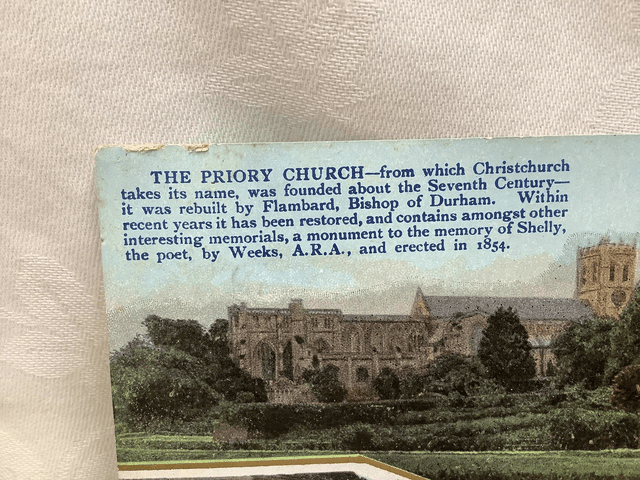 THE PRIORY CHURCH—from which Christchurch
takes its name, was founded about the Seventh Century—
it was rebuilt by Flambard, Bishop of Durham. Within
recent years it has been restored, and contains amongst other
interesting memorials, a monument to the memory of Shelly,
the poet, by Weeks, A.R.A., and erected in 1854.